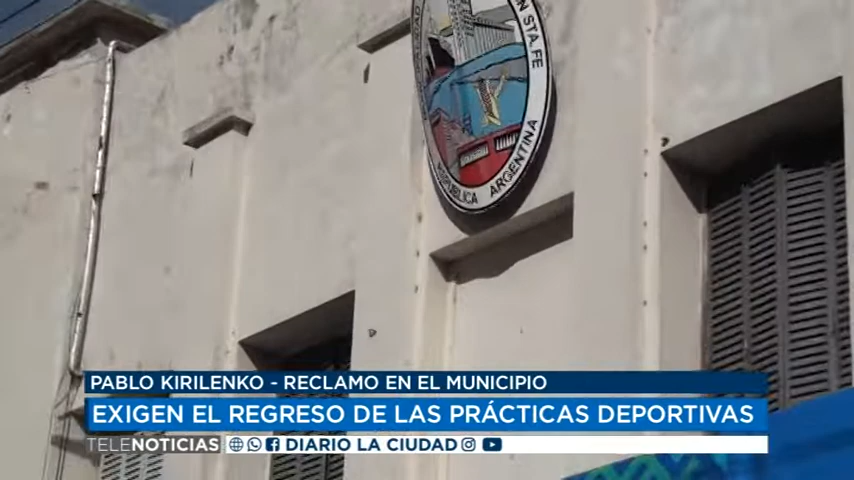 N STA. FE
REPÚBLICA ARGENTINA
PABLO KIRILENKO - RECLAMO EN EL MUNICIPIO
EXIGEN EL REGRESO DE LAS PRÁCTICAS DEPORTIVAS
TELENOTICIAS DIARIO LA CIUDAD